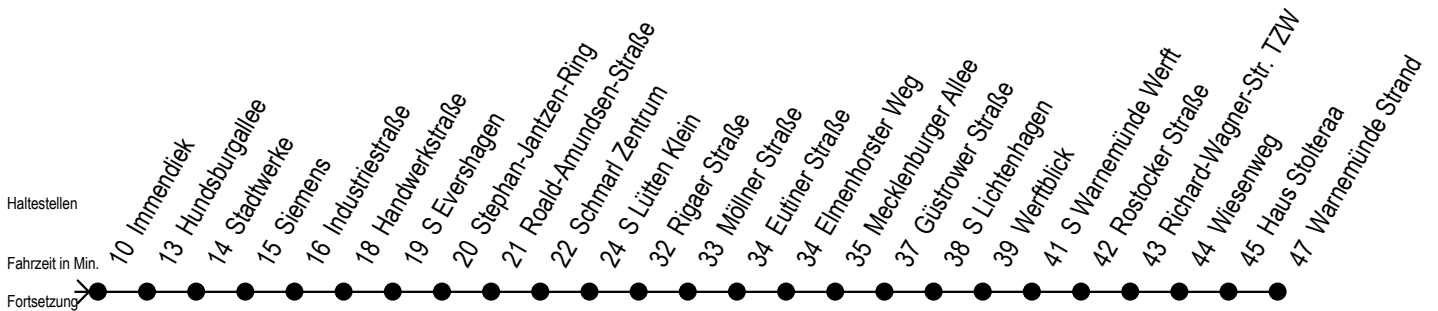 Haltestellen
Fahrzeit in Min.
Fortsetzung
10 Immendiek
13 Hundsburgallee
14 Stadtwerke
15 Siemens
16 Industriestraße
18 Handwerkstraße
19 S Evershagen
20 Stephan-Jantzen-Ring
21 Roald-Amundsen-Straße
22 Schmarl Zentrum
24 S Lütten Klein
32 Rigaer Straße
33 Möllner Straße
34 Eutiner Straße
34 Elmenhorster Weg
35 Mecklenburger Allee
37 Güstrower Straße
38 S Lichtenhagen
39 Werftblick
41 S Warnemünde Werft
42 Rostocker Straße
43 Richard-Wagner-Str. TZW
44 Wiesenweg
45 Haus Stolteraa
47 Warnemünde Strand